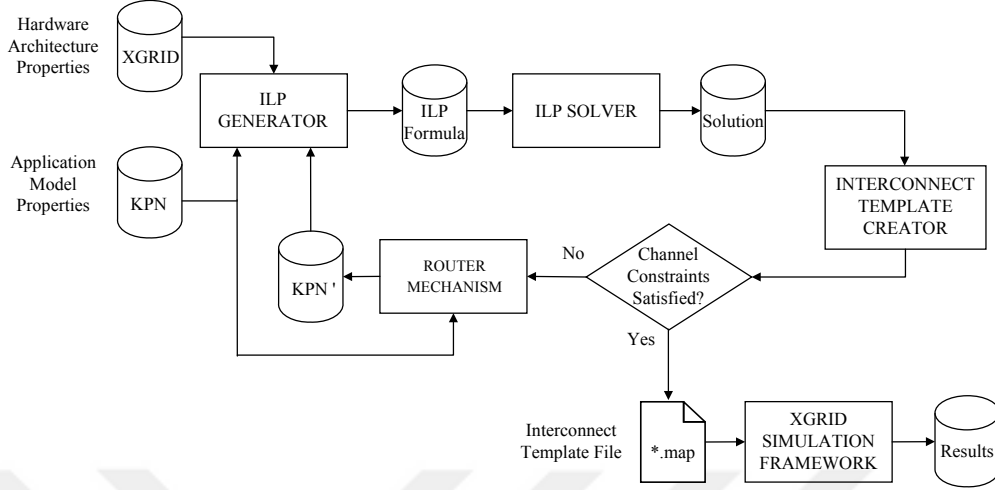 Hardware
Architecture
Properties
XGRID
ILP
GENERATOR
ILP
Formula
ILP SOLVER
Solution
Application
Model
Properties
KPN
INTERCONNECT
TEMPLATE
CREATOR
KPN '
ROUTER
MECHANISM
No
Channel
Constraints
Satisfied?
Yes
Interconnect
Template File
*.map
XGRID
SIMULATION
FRAMEWORK
Results